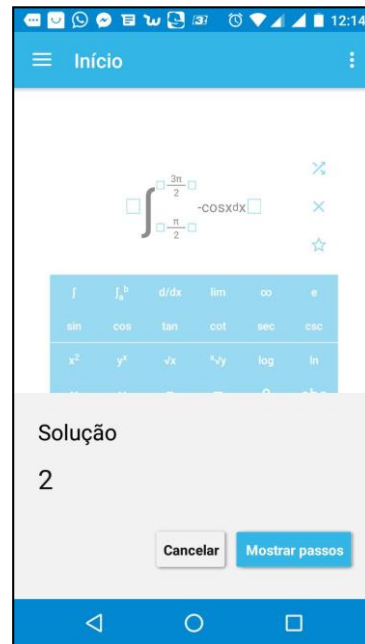 12:14
Início
3π
2
-cosxdx
π
2
∫ ∫ₐᵇ d/dx lim ∞ e
sin cos tan cot sec csc
x² yˣ √x ˣ√y log ln
Solução
2
Cancelar Mostrar passos